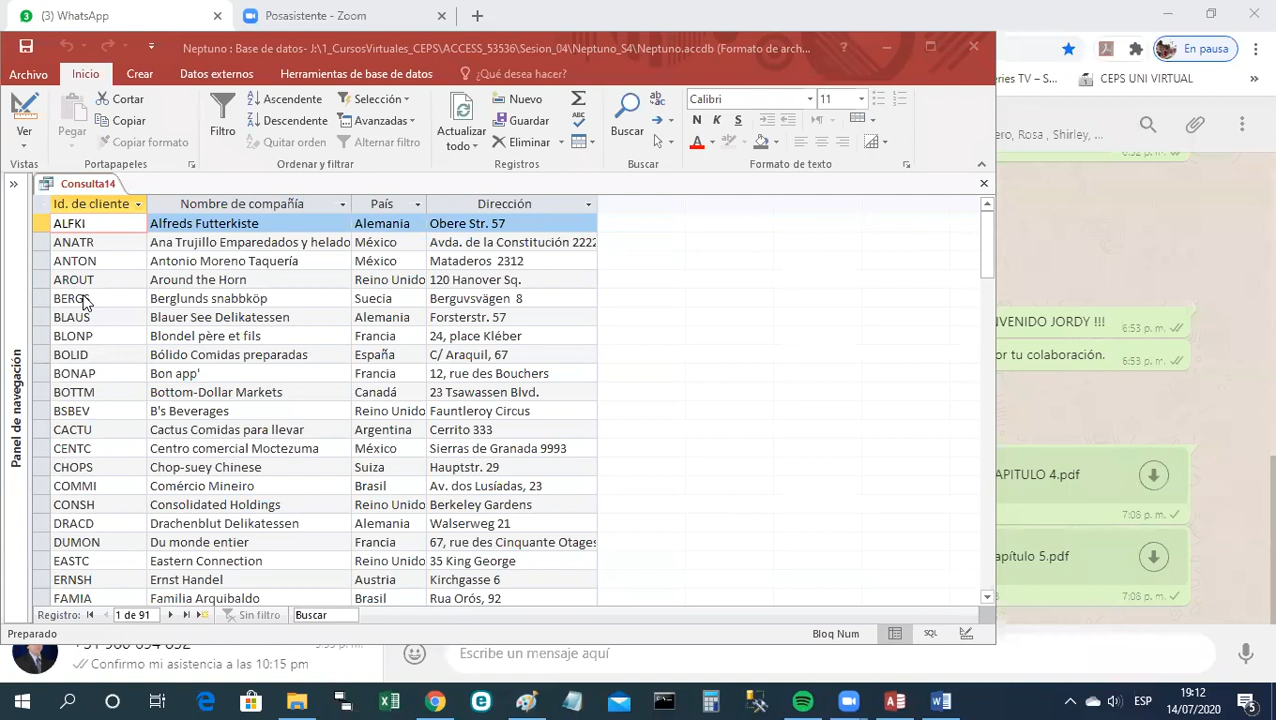 (3) WhatsApp
Posasistente - Zoom
Neptuno : Base de datos- J:\1_CursosVirtuales_CEPS\ACCESS_53536\Sesion_04\Neptuno_S4\Neptuno.accdb (Formato de arch...
En pausa
Archivo Inicio Crear Datos externos Herramientas de base de datos ¿Qué desea hacer?
eries TV – S... CEPS UNI VIRTUAL
Ver
Pegar
Cortar
Copiar
Copiar formato
Filtro
Ascendente
Descendente
Quitar orden
Selección
Avanzadas
Alternar filtro
Actualizar todo
Nuevo
Guardar
Eliminar
Buscar
Calibri 11
N K S
Vistas Portapapeles Ordenar y filtrar Registros Buscar Formato de texto
ero, Rosa , Shirley, ...
Consulta14
Id. de cliente Nombre de compañía País Dirección
ALFKI Alfreds Futterkiste Alemania Obere Str. 57
ANATR Ana Trujillo Emparedados y helado México Avda. de la Constitución 2222
ANTON Antonio Moreno Taquería México Mataderos 2312
AROUT Around the Horn Reino Unido 120 Hanover Sq.
BERGS Berglunds snabbköp Suecia Berguvsvägen 8
BLAUS Blauer See Delikatessen Alemania Forsterstr. 57
BLONP Blondel père et fils Francia 24, place Kléber
BOLID Bólido Comidas preparadas España C/ Araquil, 67
BONAP Bon app' Francia 12, rue des Bouchers
BOTTM Bottom-Dollar Markets Canadá 23 Tsawassen Blvd.
BSBEV B's Beverages Reino Unido Fauntleroy Circus
CACTU Cactus Comidas para llevar Argentina Cerrito 333
CENTC Centro comercial Moctezuma México Sierras de Granada 9993
CHOPS Chop-suey Chinese Suiza Hauptstr. 29
COMMI Comércio Mineiro Brasil Av. dos Lusíadas, 23
CONSH Consolidated Holdings Reino Unido Berkeley Gardens
DRACD Drachenblut Delikatessen Alemania Walserweg 21
DUMON Du monde entier Francia 67, rue des Cinquante Otages
EASTC Eastern Connection Reino Unido 35 King George
ERNSH Ernst Handel Austria Kirchgasse 6
FAMIA Familia Arquibaldo Brasil Rua Orós, 92
Panel de navegación
NVENIDO JORDY !!!
6:53 p. m.
or tu colaboración.
6:53 p. m.
APITULO 4.pdf
7:08 p. m.
apítulo 5.pdf
7:08 p. m.
Registro: 1 de 91 Sin filtro Buscar
Preparado Bloq Num SQL
Confirmo mi asistencia a las 10:15 pm
Escribe un mensaje aquí
ESP
19:12
14/07/2020
5